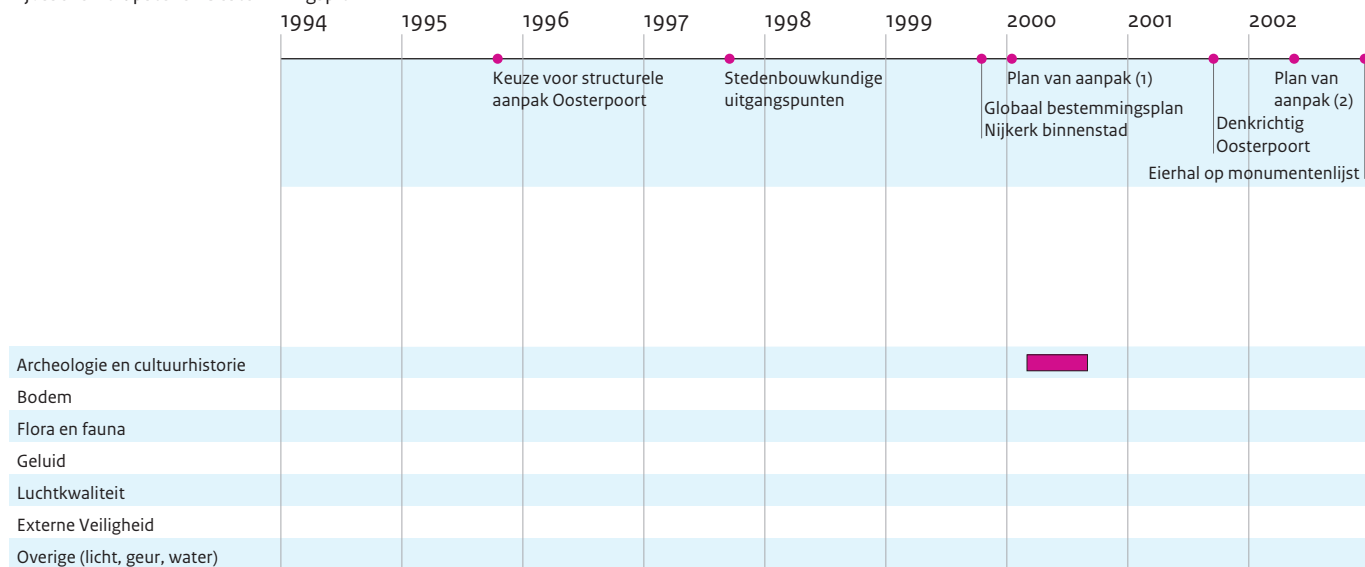 1994 1995 1996 1997 1998 1999 2000 2001 2002
Keuze voor structurele
aanpak Oosterpoort
Stedenbouwkundige
uitgangspunten
Plan van aanpak (1)
Globaal bestemmingsplan
Nijkerk binnenstad
Plan van
aanpak (2)
Denkrichtig
Oosterpoort
Eierhal op monumentenlijst
Archeologie en cultuurhistorie
Bodem
Flora en fauna
Geluid
Luchtkwaliteit
Externe Veiligheid
Overige (licht, geur, water)